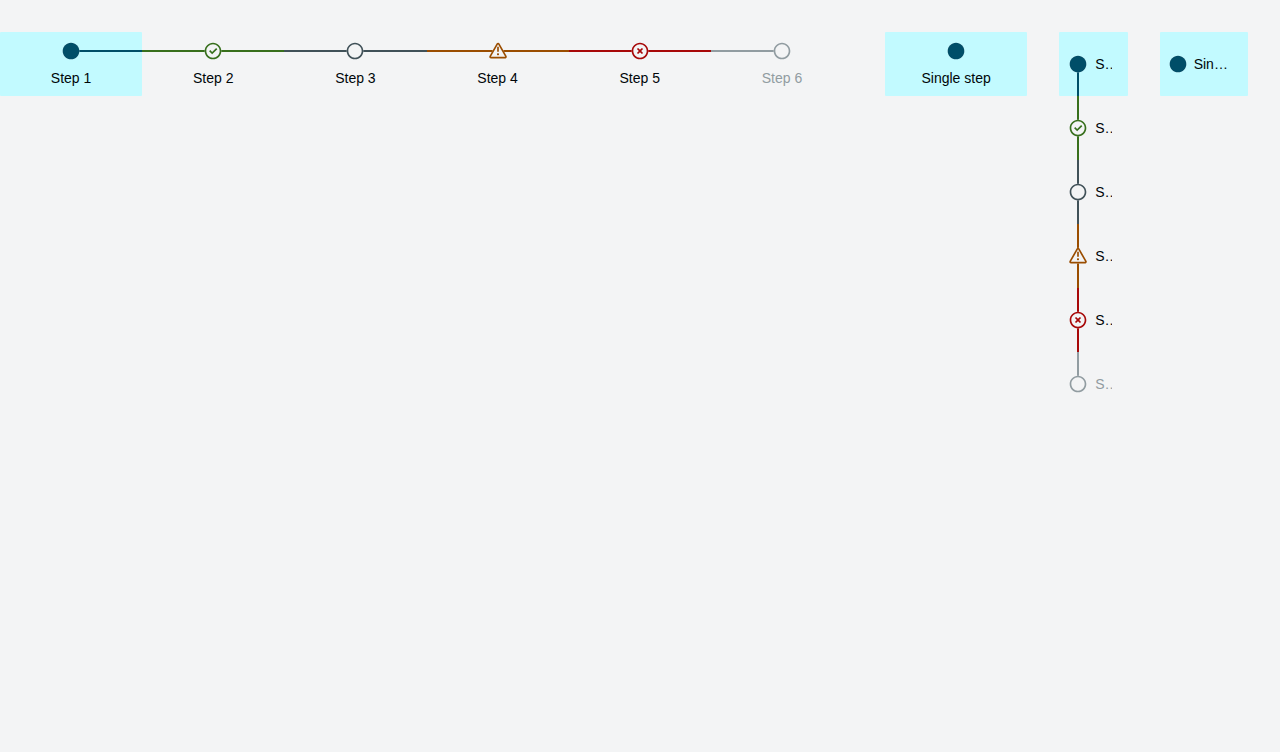 Step 1
Step 2
Step 3
Step 4
Step 5
Step 6
Single step
S..
S..
S..
S..
S..
S..
Sin...